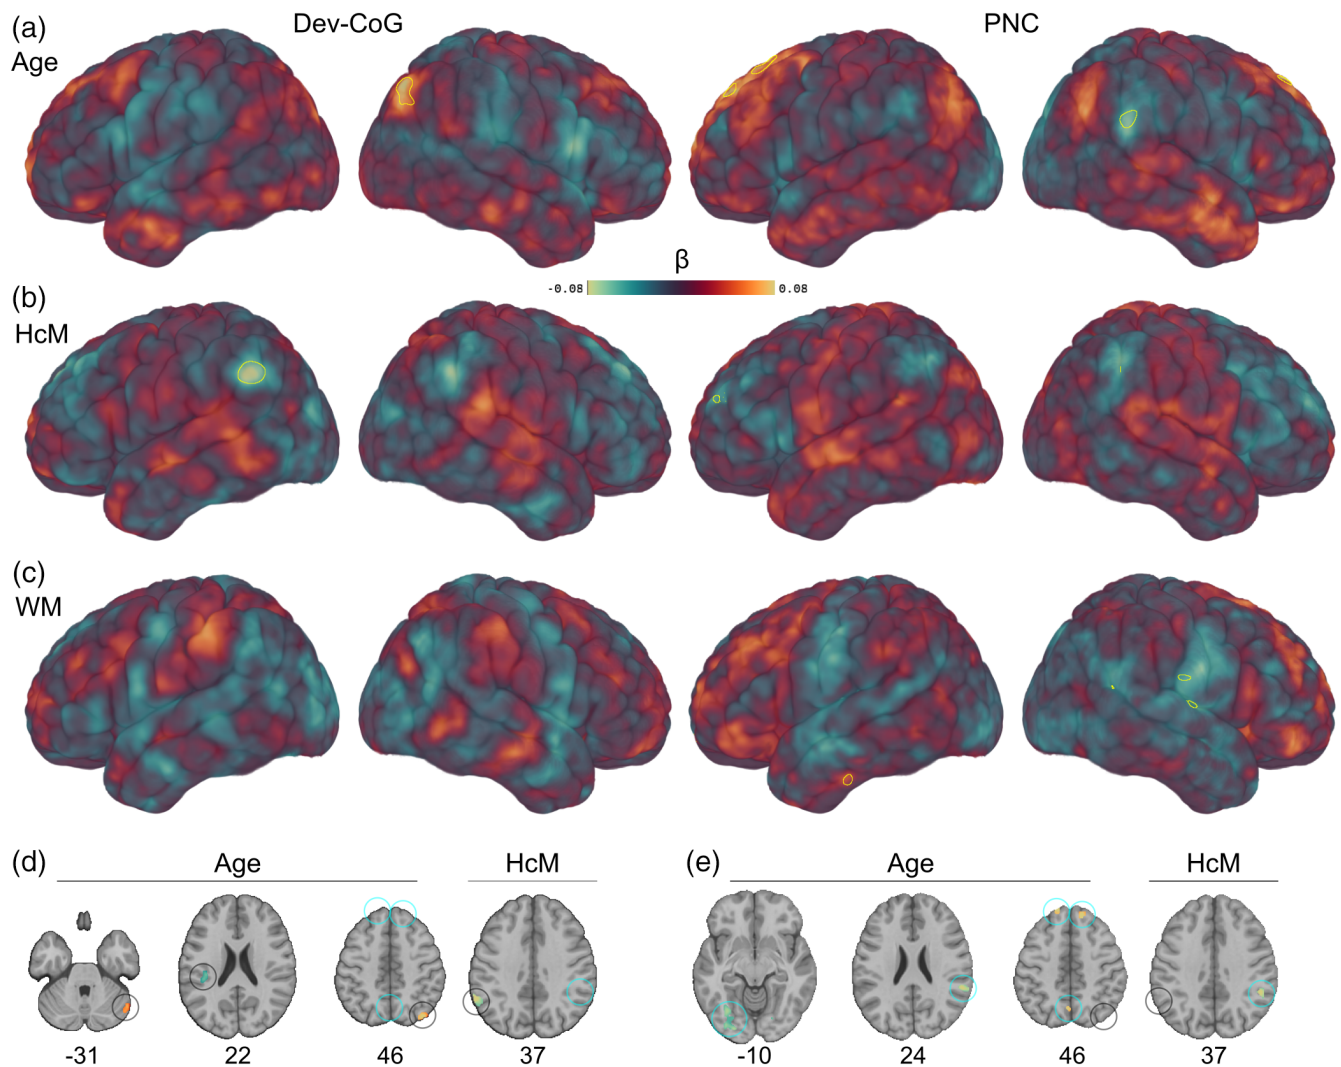 (a) Dev-CoG PNC
Age
β
-0.08 0.08
(b)
HcM
(c)
WM
(d) Age HcM (e) Age HcM
-31 22 46 37 -10 24 46 37